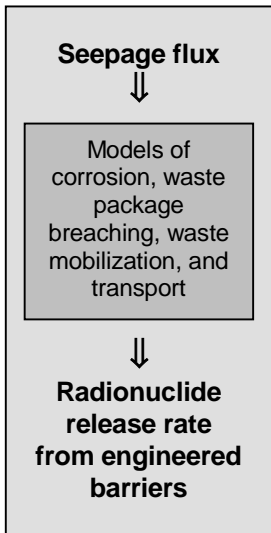 Seepage flux
⇓
Models of
corrosion, waste
package
breaching, waste
mobilization, and
transport
⇓
Radionuclide
release rate
from engineered
barriers